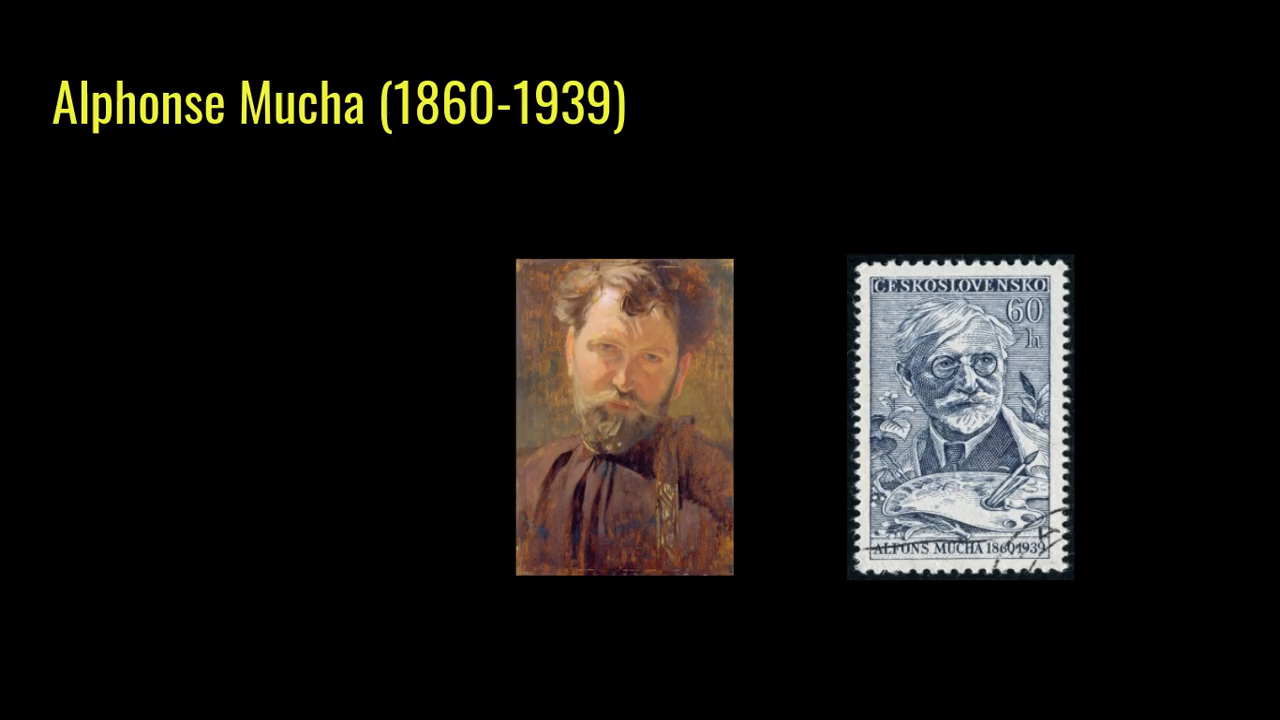 Alphonse Mucha (1860-1939)
ČESKOSLOVENSKO
60
h
ALFONS MUCHA 1860 1939